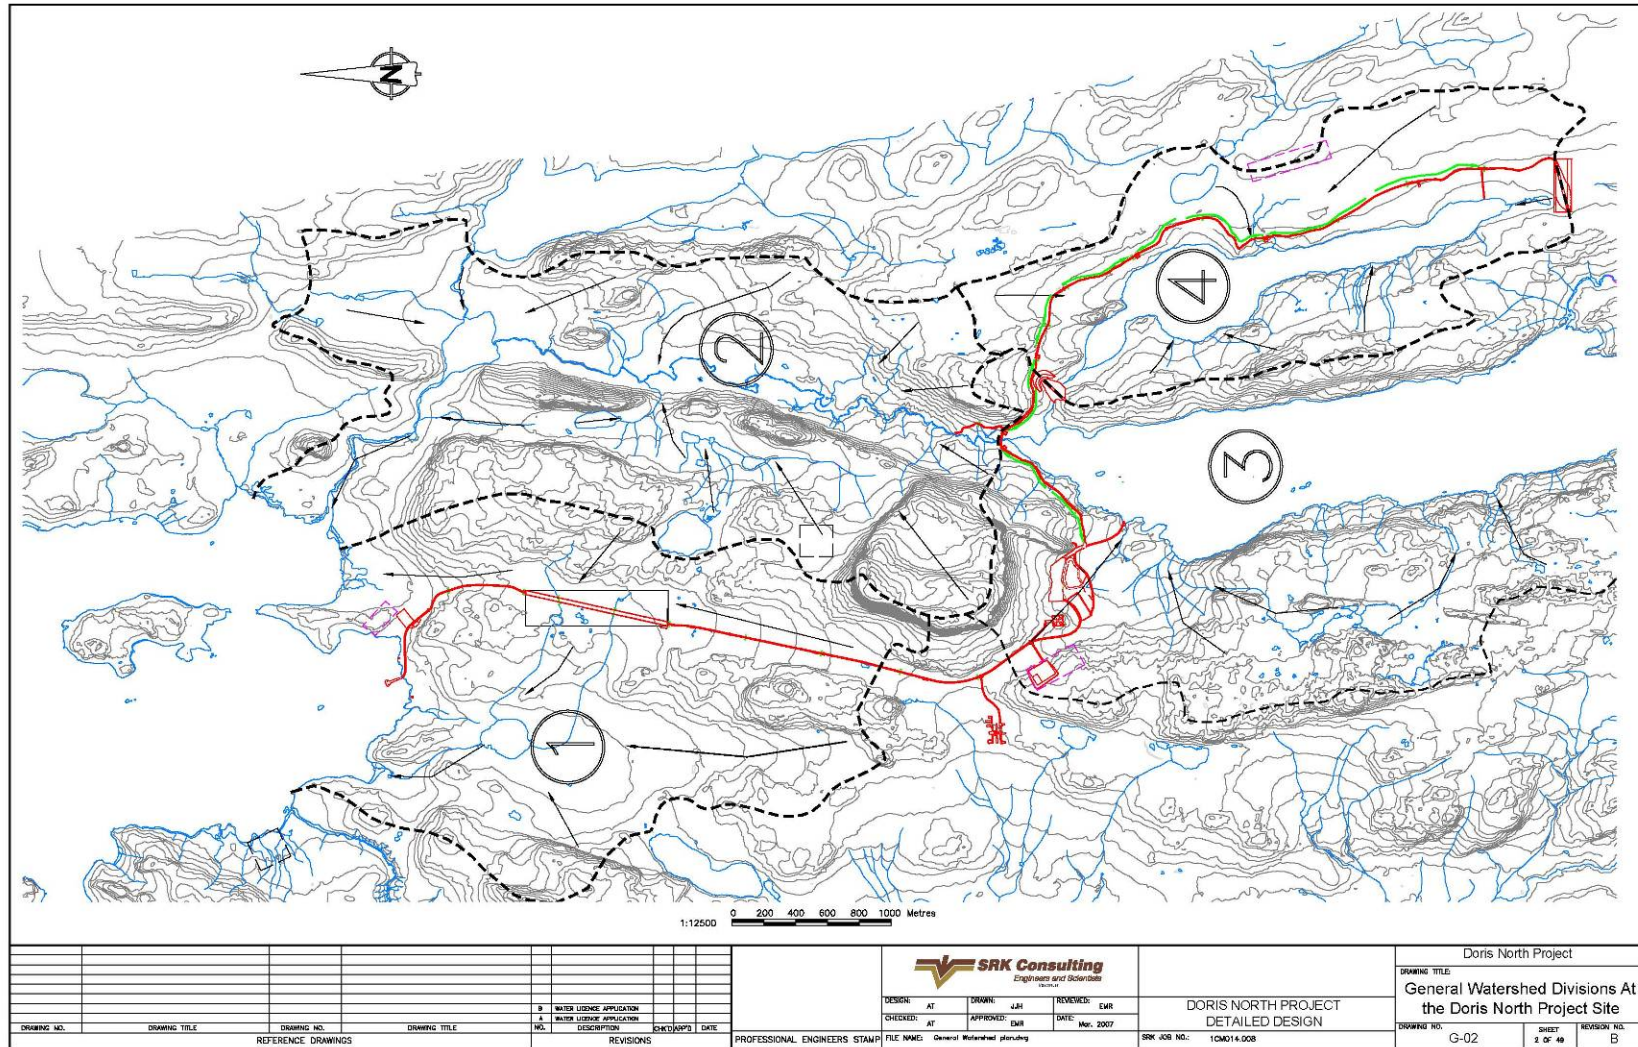 N
2
4
3
1
1:12500
0 200 400 600 800 1000 Metres
B WATER LICENCE APPLICATION
A WATER LICENCE APPLICATION
DRAWING NO. DRAWING TITLE DRAWING NO. DRAWING TITLE NO. DESCRIPTION CHK'D APP'D DATE
REFERENCE DRAWINGS REVISIONS
PROFESSIONAL ENGINEERS STAMP
SRK Consulting
Engineers and Scientists
DESIGN: AT DRAWN: JJH REVIEWED: EMR
CHECKED: AT APPROVED: EMR DATE: Mar. 2007
FILE NAME: General Watershed plan.dwg
DORIS NORTH PROJECT
DETAILED DESIGN
SRK JOB NO.: 1CM014.008
Doris North Project
DRAWING TITLE:
General Watershed Divisions At
the Doris North Project Site
DRAWING NO. SHEET REVISION NO.
G-02 2 OF 49 B